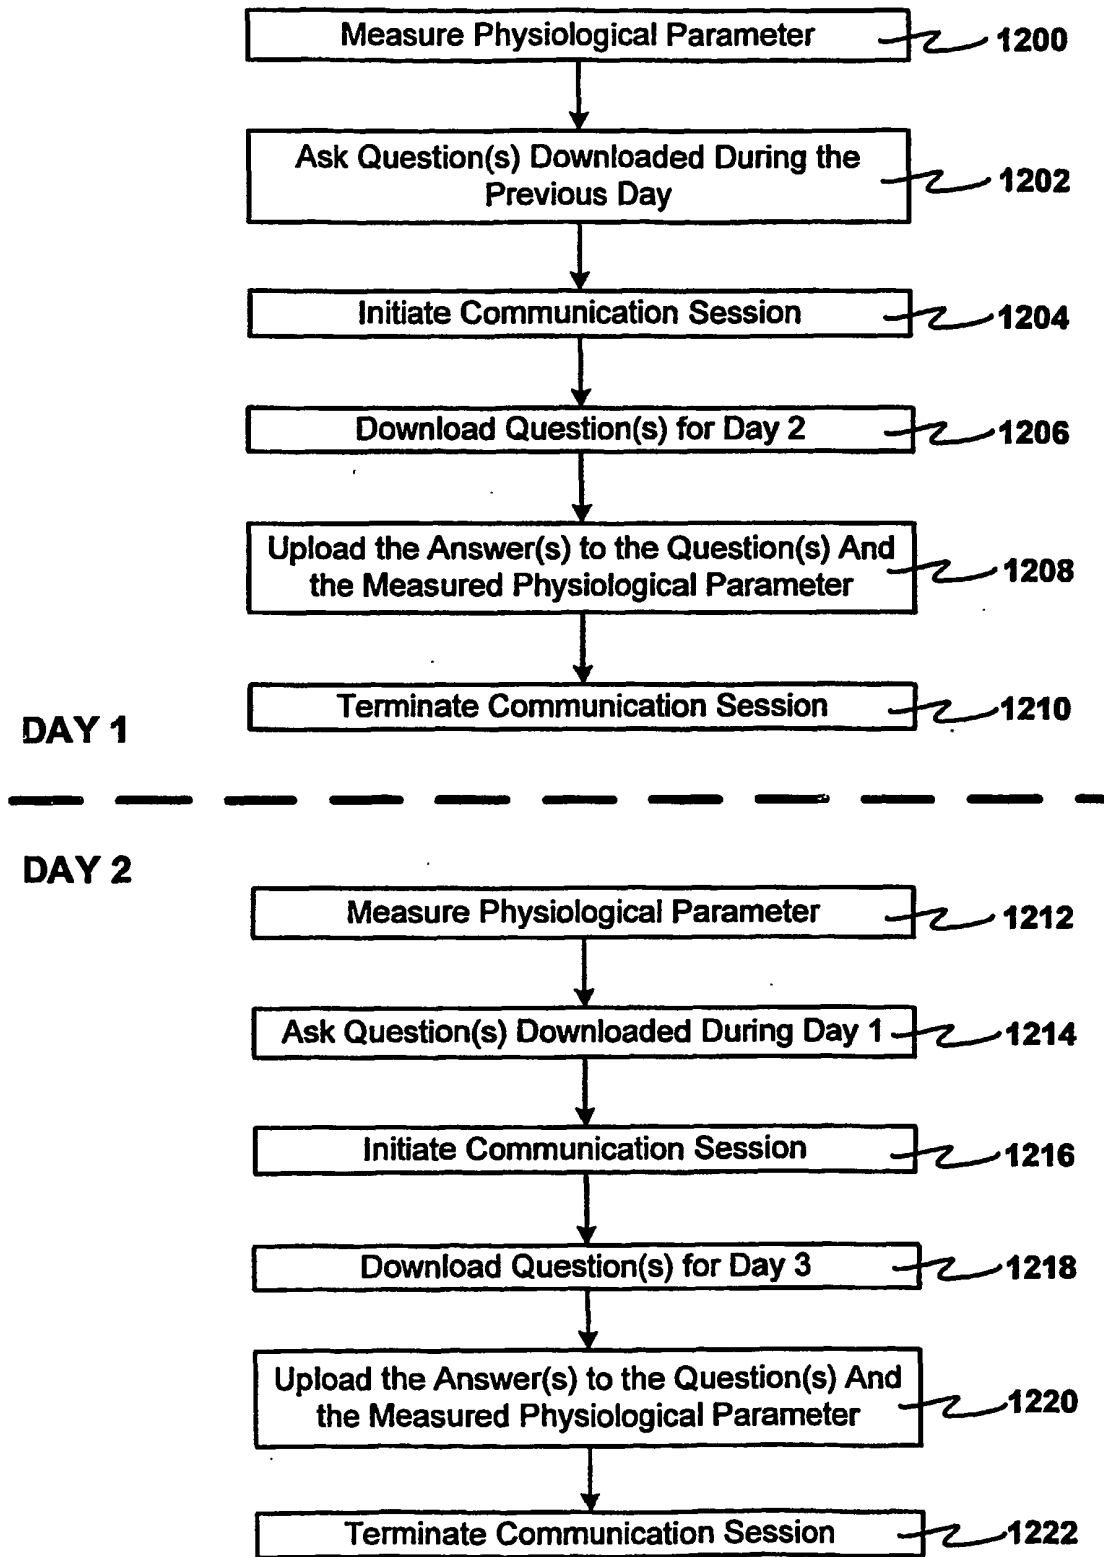 Measure Physiological Parameter
1200
Ask Question(s) Downloaded During the
Previous Day
1202
Initiate Communication Session
1204
Download Question(s) for Day 2
1206
Upload the Answer(s) to the Question(s) And
the Measured Physiological Parameter
1208
Terminate Communication Session
1210
DAY 1
DAY 2
Measure Physiological Parameter
1212
Ask Question(s) Downloaded During Day 1
1214
Initiate Communication Session
1216
Download Question(s) for Day 3
1218
Upload the Answer(s) to the Question(s) And
the Measured Physiological Parameter
1220
Terminate Communication Session
1222